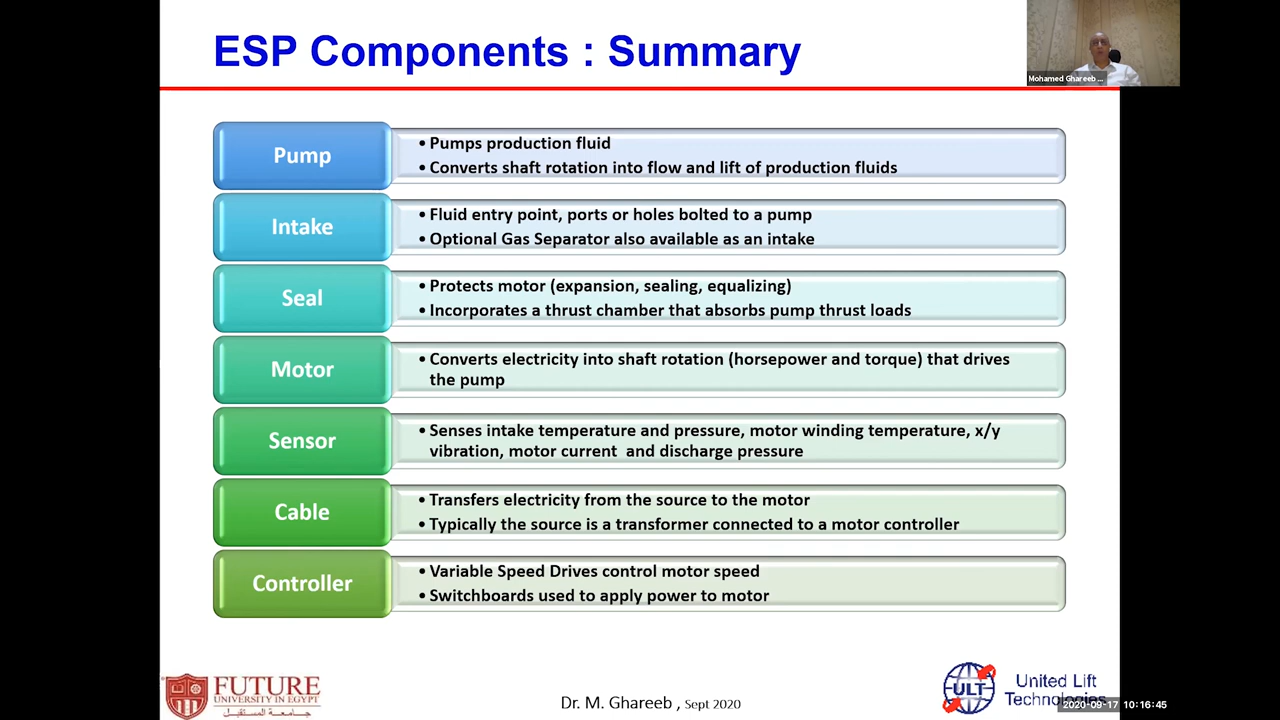 ESP Components : Summary
Mohamed Ghareeb ...
Pump
• Pumps production fluid
• Converts shaft rotation into flow and lift of production fluids
Intake
• Fluid entry point, ports or holes bolted to a pump
• Optional Gas Separator also available as an intake
Seal
• Protects motor (expansion, sealing, equalizing)
• Incorporates a thrust chamber that absorbs pump thrust loads
Motor
• Converts electricity into shaft rotation (horsepower and torque) that drives
the pump
Sensor
• Senses intake temperature and pressure, motor winding temperature, x/y
vibration, motor current and discharge pressure
Cable
• Transfers electricity from the source to the motor
• Typically the source is a transformer connected to a motor controller
Controller
• Variable Speed Drives control motor speed
• Switchboards used to apply power to motor
FUTURE
UNIVERSITY IN EGYPT
جامعة المستقبل
Dr. M. Ghareeb , Sept 2020
ULT
United Lift
Technologies
2020-09-17 10:16:45